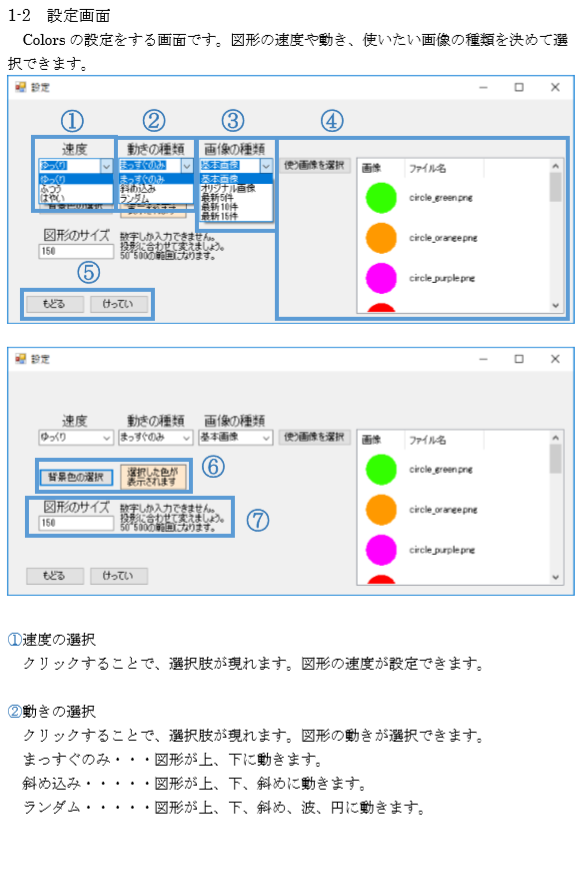 1-2　設定画面
　Colors の設定をする画面です。図形の速度や動き、使いたい画像の種類を決めて選
択できます。
設定
① ② ③ ④
速度 動きの種類 画像の種類
ゆっくり まっすぐのみ 基本画像 使う画像を選択 画像 ファイル名
ゆっくり まっすぐのみ 基本画像
ふつう 斜め込み オリジナル画像
はやい ランダム 最新5件
最新10件
最新15件
circle_green.png
circle_orange.png
circle_purple.png
図形のサイズ 数字しか入力できません。
150 投影に合わせて変えましょう。
50~500の範囲になります。
⑤
もどる けってい
設定
速度 動きの種類 画像の種類
ゆっくり まっすぐのみ 基本画像 使う画像を選択 画像 ファイル名
背景色の選択 選択した色が
表示されます
⑥
circle_green.png
circle_orange.png
circle_purple.png
図形のサイズ 数字しか入力できません。
150 投影に合わせて変えましょう。
50~500の範囲になります。
⑦
もどる けってい
①速度の選択
　クリックすることで、選択肢が現れます。図形の速度が設定できます。
②動きの選択
　クリックすることで、選択肢が現れます。図形の動きが選択できます。
　まっすぐのみ・・・図形が上、下に動きます。
　斜め込み・・・・・図形が上、下、斜めに動きます。
　ランダム・・・・・図形が上、下、斜め、波、円に動きます。